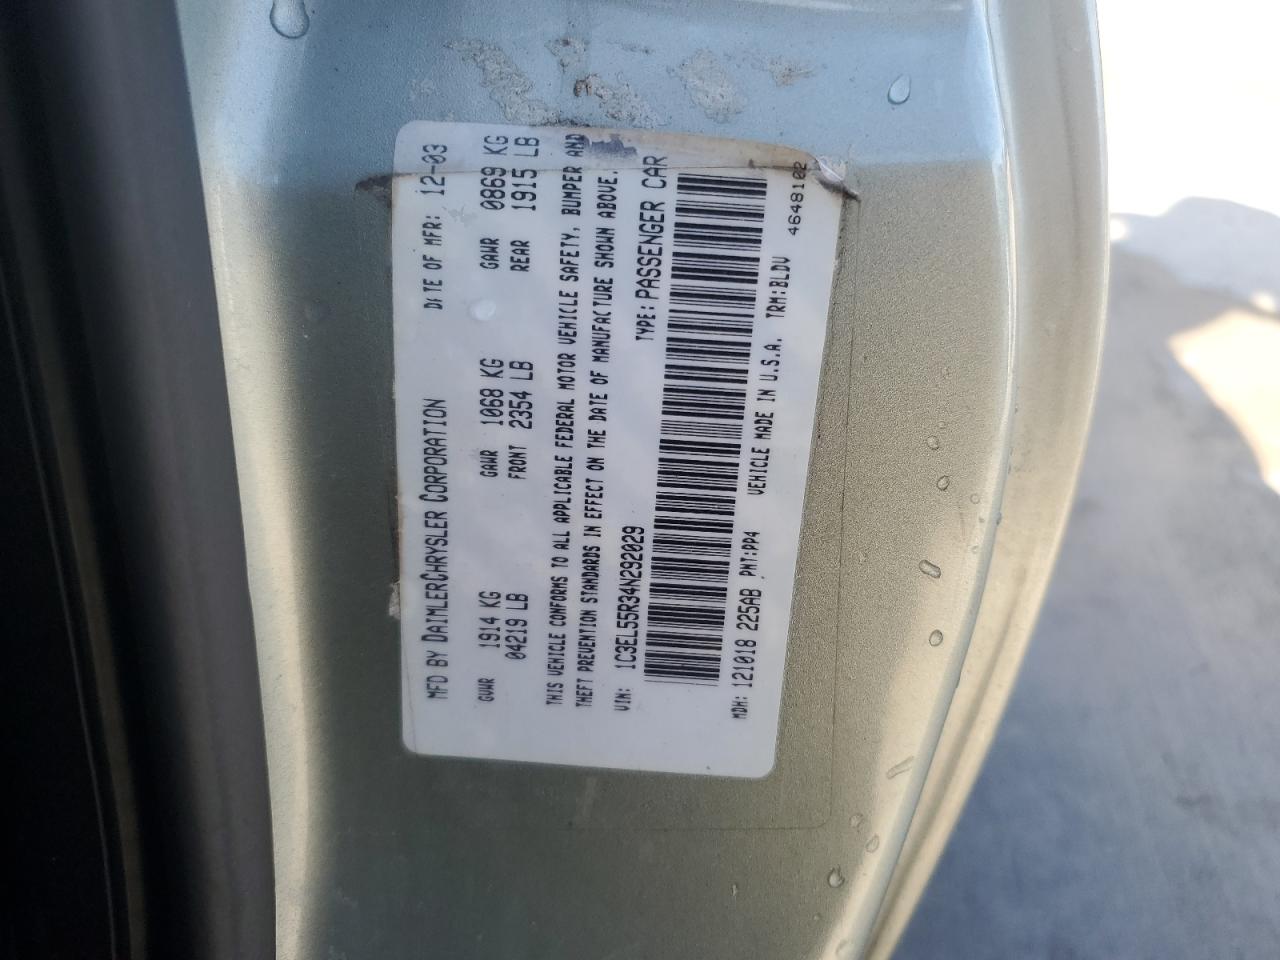 MFD BY DAIMLERCHRYSLER CORPORATION DATE OF MFR: 12-03
GVWR 1914 KG GAWR 1068 KG GAWR 0869 KG
04219 LB FRONT 2354 LB REAR 1915 LB
THIS VEHICLE CONFORMS TO ALL APPLICABLE FEDERAL MOTOR VEHICLE SAFETY, BUMPER AND
THEFT PREVENTION STANDARDS IN EFFECT ON THE DATE OF MANUFACTURE SHOWN ABOVE.
VIN: 1C3EL55R34N292029 TYPE: PASSENGER CAR
MDH: 121018 225AB PNT:PP4 VEHICLE MADE IN U.S.A. TRM:BLDV
4648102